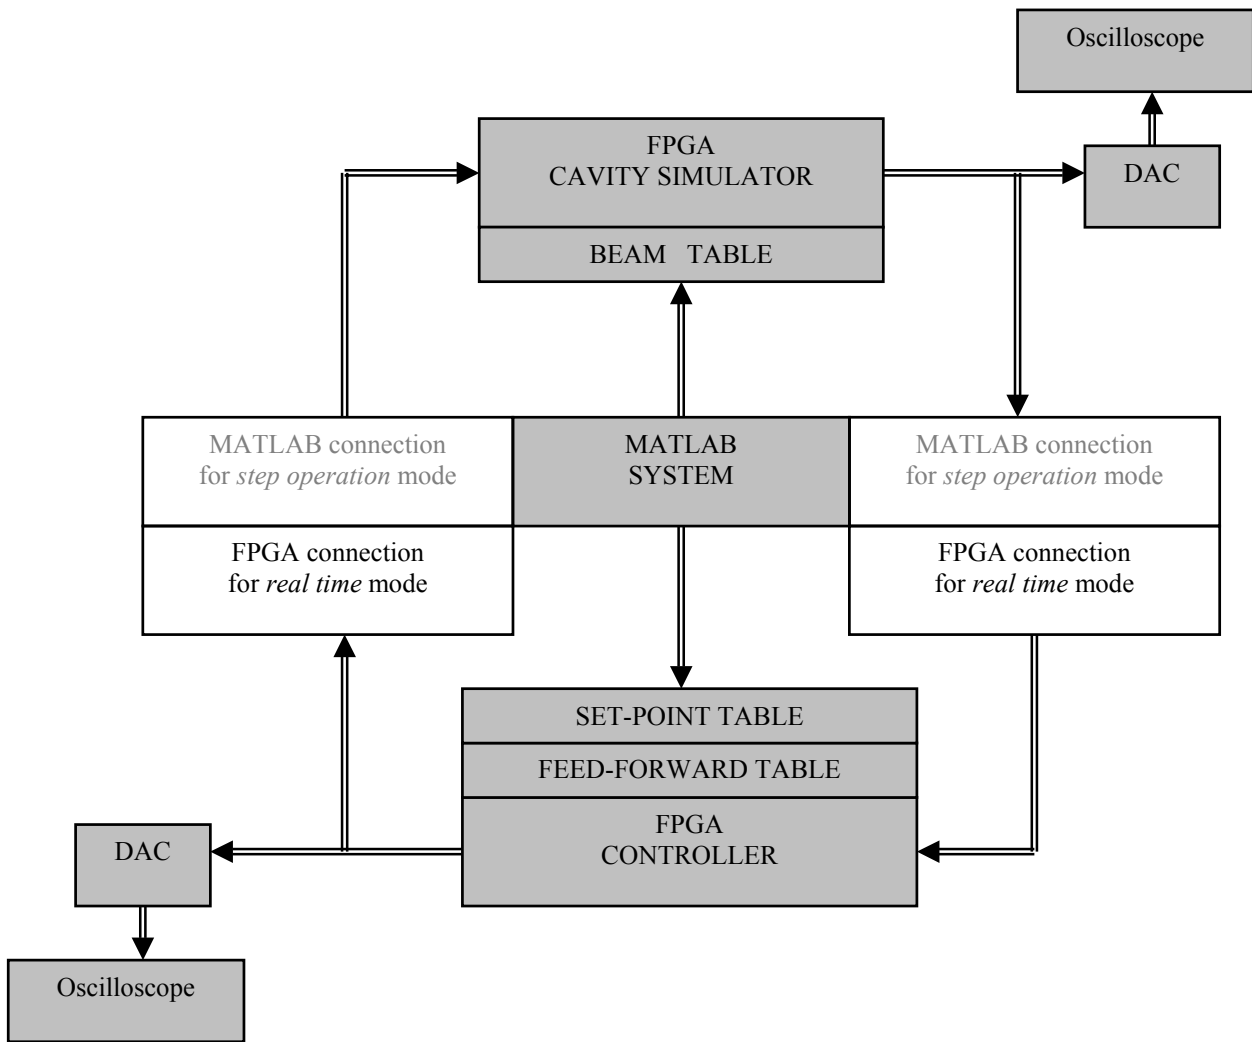 Oscilloscope
FPGA
CAVITY SIMULATOR
DAC
BEAM TABLE
MATLAB connection
for step operation mode
MATLAB
SYSTEM
MATLAB connection
for step operation mode
FPGA connection
for real time mode
FPGA connection
for real time mode
SET-POINT TABLE
FEED-FORWARD TABLE
FPGA
CONTROLLER
DAC
Oscilloscope